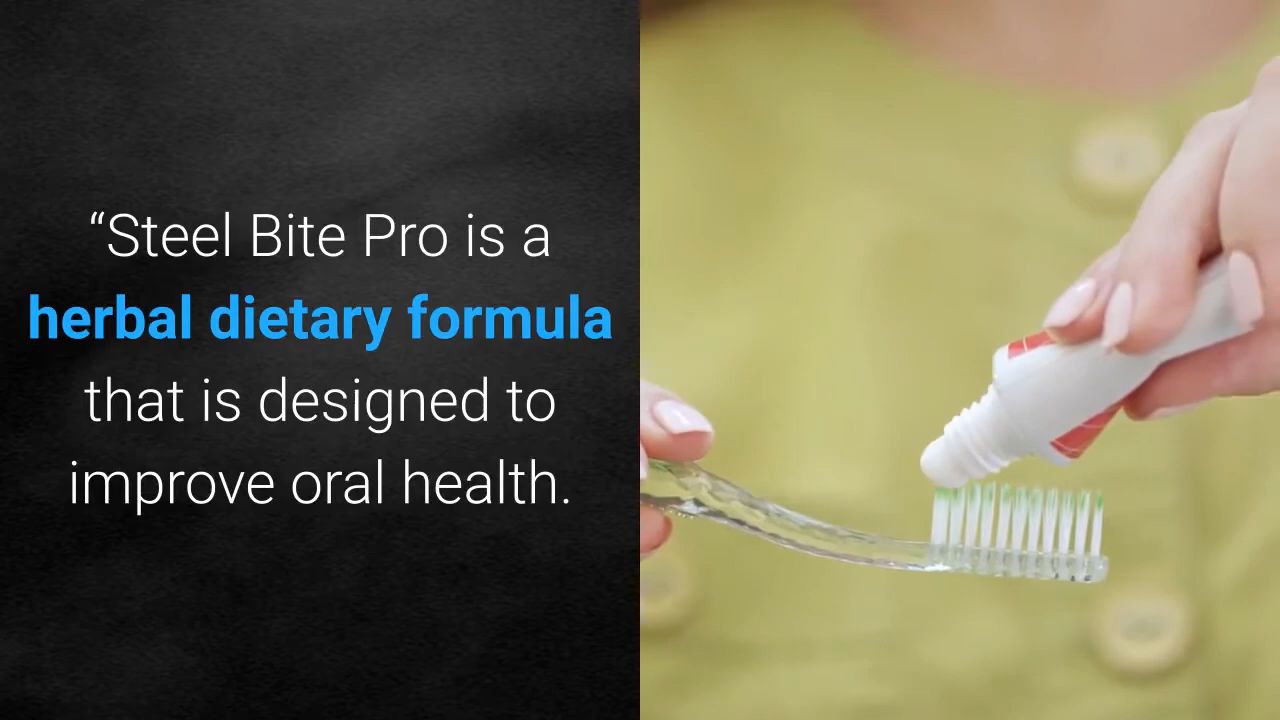 “Steel Bite Pro is a
herbal dietary formula
that is designed to
improve oral health.